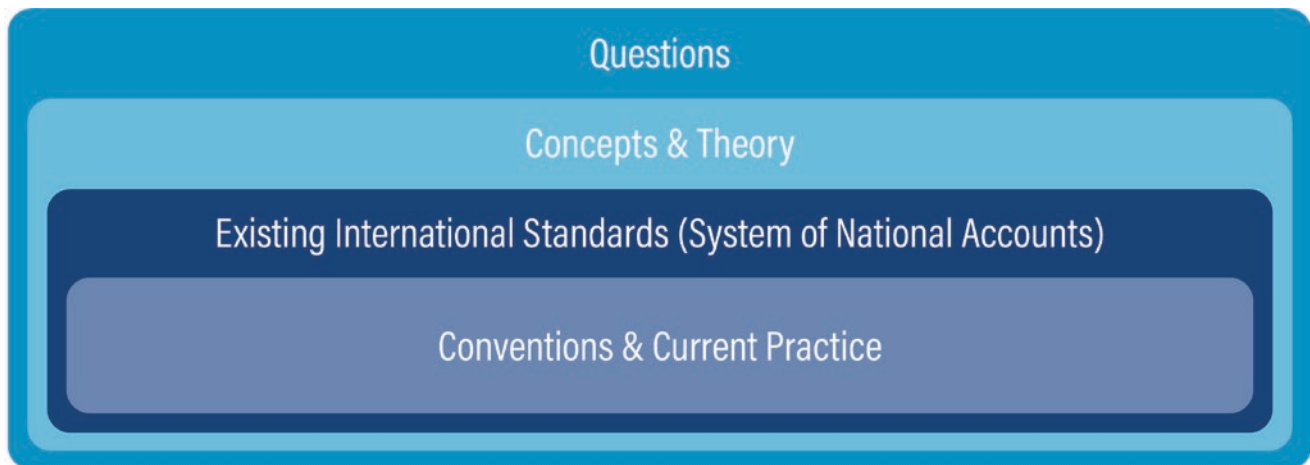 Questions
Concepts & Theory
Existing International Standards (System of National Accounts)
Conventions & Current Practice